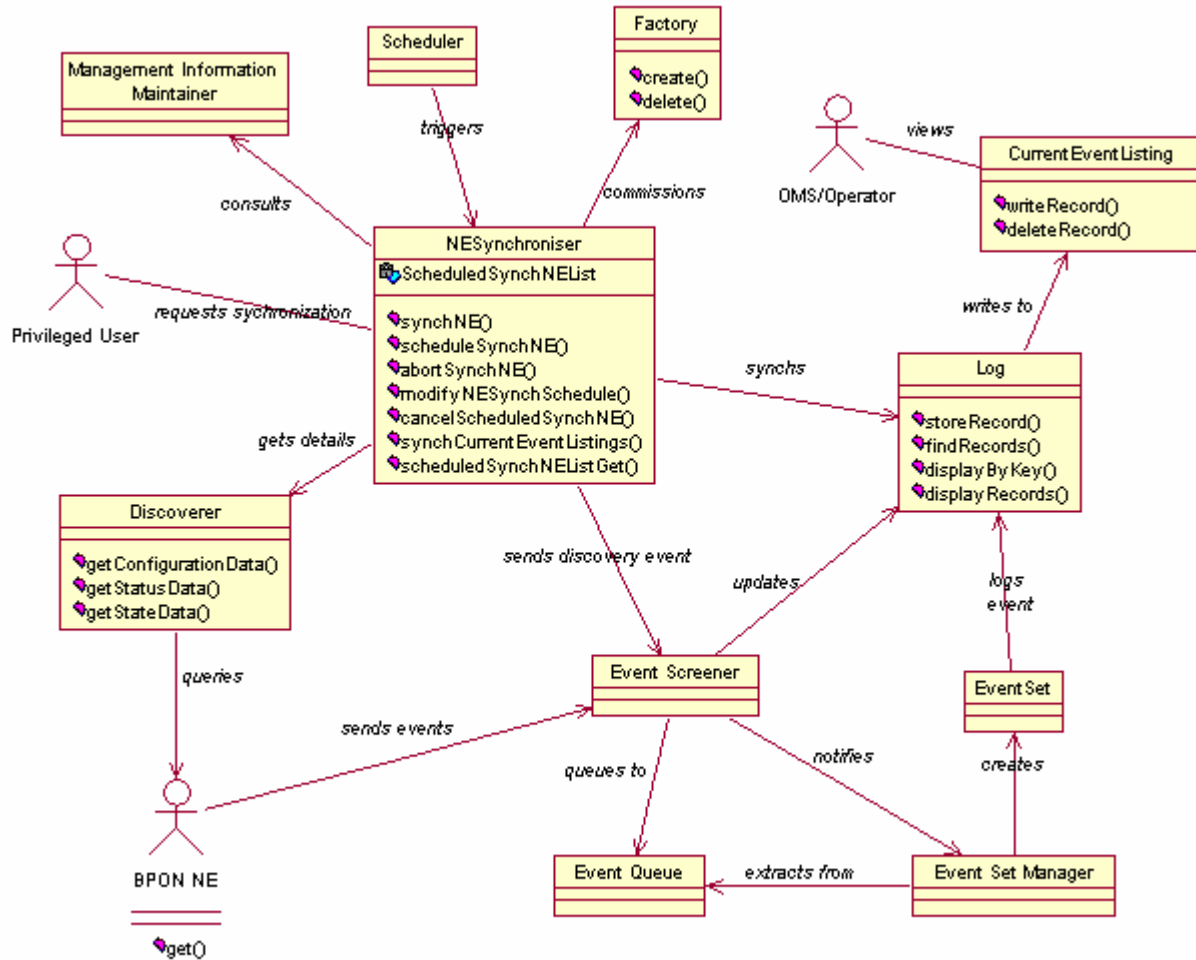 Factory
create()
delete()
Scheduler
Management Information
Maintainer
triggers
commissions
consults
views
OMS/Operator
CurrentEventListing
writeRecord()
deleteRecord()
NESynchroniser
ScheduledSynchNEList
synchNE()
scheduleSynchNE()
abortSynchNE()
modifyNESynchSchedule()
cancelScheduledSynchNE()
synchCurrentEventListings()
scheduledSynchNEListGet()
Privileged User
requests sychronization
writes to
synchs
Log
storeRecord()
findRecords()
displayByKey()
displayRecords()
gets details
Discoverer
getConfigurationData()
getStatusData()
getStateData()
sends discovery event
updates
logs
event
queries
Event Screener
EventSet
sends events
queues to
notifies
creates
BPON NE
get()
Event Queue
extracts from
Event Set Manager